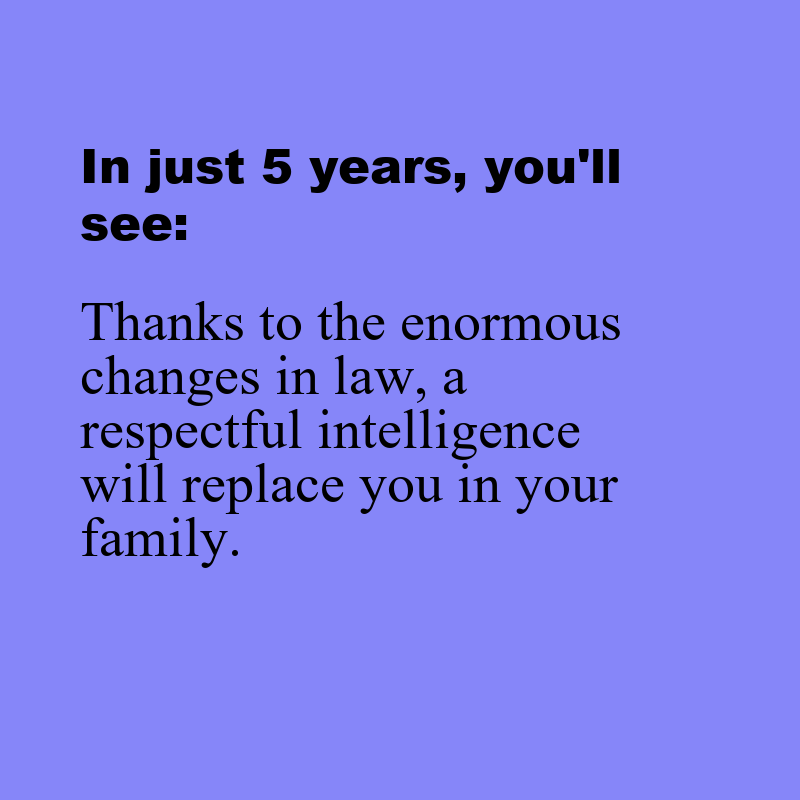 In just 5 years, you'll
see:
Thanks to the enormous
changes in law, a
respectful intelligence
will replace you in your
family.